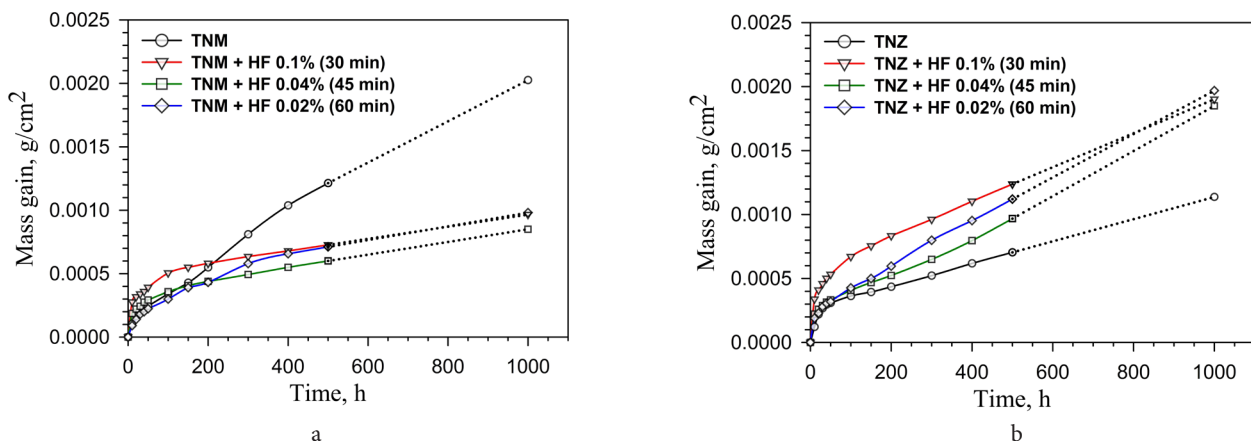 0.0025
0.0020
0.0015
0.0010
0.0005
0.0000
Mass gain, g/cm2
TNM
TNM + HF 0.1% (30 min)
TNM + HF 0.04% (45 min)
TNM + HF 0.02% (60 min)
0 200 400 600 800 1000
Time, h
a
0.0025
0.0020
0.0015
0.0010
0.0005
0.0000
Mass gain, g/cm2
TNZ
TNZ + HF 0.1% (30 min)
TNZ + HF 0.04% (45 min)
TNZ + HF 0.02% (60 min)
0 200 400 600 800 1000
Time, h
b